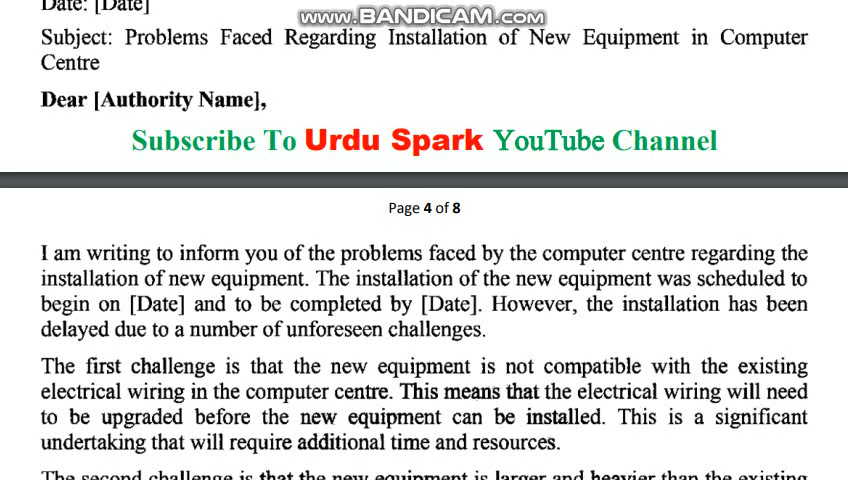 Date: [Date]
www.BANDICAM.com
Subject: Problems Faced Regarding Installation of New Equipment in Computer
Centre
Dear [Authority Name],
Subscribe To Urdu Spark YouTube Channel
Page 4 of 8
I am writing to inform you of the problems faced by the computer centre regarding the
installation of new equipment. The installation of the new equipment was scheduled to
begin on [Date] and to be completed by [Date]. However, the installation has been
delayed due to a number of unforeseen challenges.
The first challenge is that the new equipment is not compatible with the existing
electrical wiring in the computer centre. This means that the electrical wiring will need
to be upgraded before the new equipment can be installed. This is a significant
undertaking that will require additional time and resources.
The second challenge is that the new equipment is larger and heavier than the existing